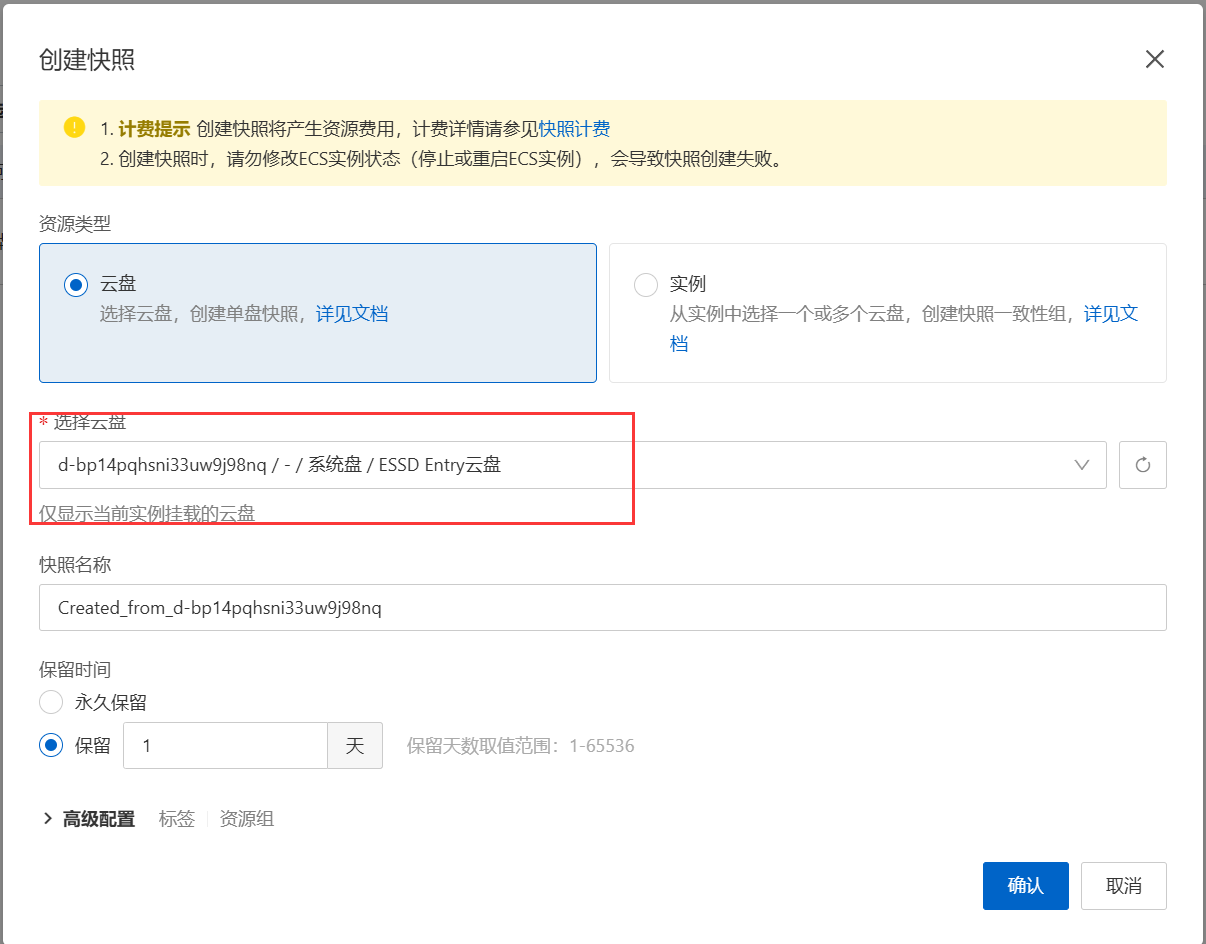 创建快照
1. 计费提示 创建快照将产生资源费用，计费详情请参见快照计费
2. 创建快照时，请勿修改ECS实例状态（停止或重启ECS实例），会导致快照创建失败。
资源类型
云盘
选择云盘，创建单盘快照，详见文档
实例
从实例中选择一个或多个云盘，创建快照一致性组，详见文
档
* 选择云盘
d-bp14pqhsni33uw9j98nq / - / 系统盘 / ESSD Entry云盘
仅显示当前实例挂载的云盘
快照名称
Created_from_d-bp14pqhsni33uw9j98nq
保留时间
永久保留
保留 1 天 保留天数取值范围：1-65536
高级配置 标签 资源组
确认 取消